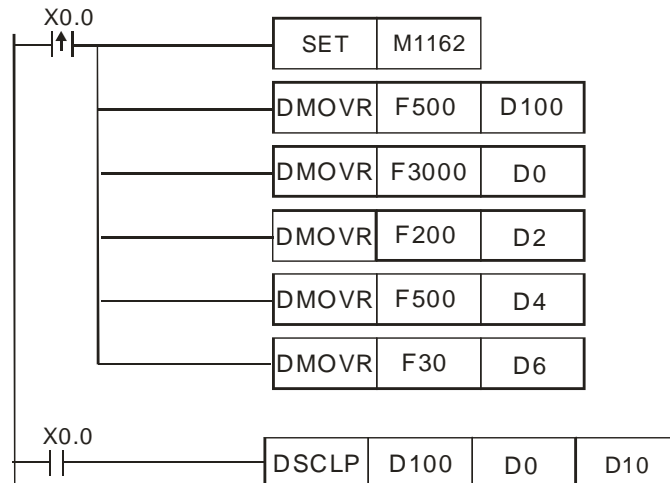 X0.0
SET M1162
DMOVR F500 D100
DMOVR F3000 D0
DMOVR F200 D2
DMOVR F500 D4
DMOVR F30 D6
X0.0
DSCLP D100 D0 D10